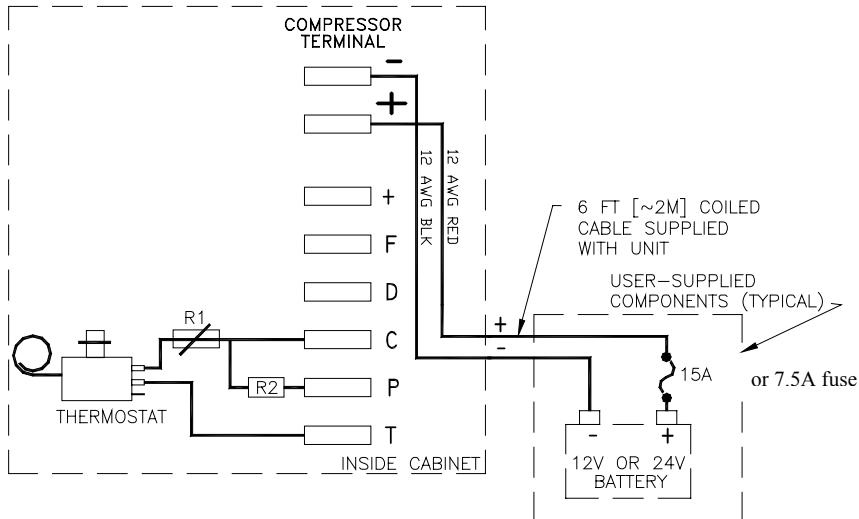 COMPRESSOR
TERMINAL
-
+
12 AWG BLK
12 AWG RED
+
F
D
C
P
T
R1
R2
THERMOSTAT
INSIDE CABINET
6 FT [~2M] COILED
CABLE SUPPLIED
WITH UNIT
USER-SUPPLIED
COMPONENTS (TYPICAL)
+
-
15A
or 7.5A fuse
- +
12V OR 24V
BATTERY